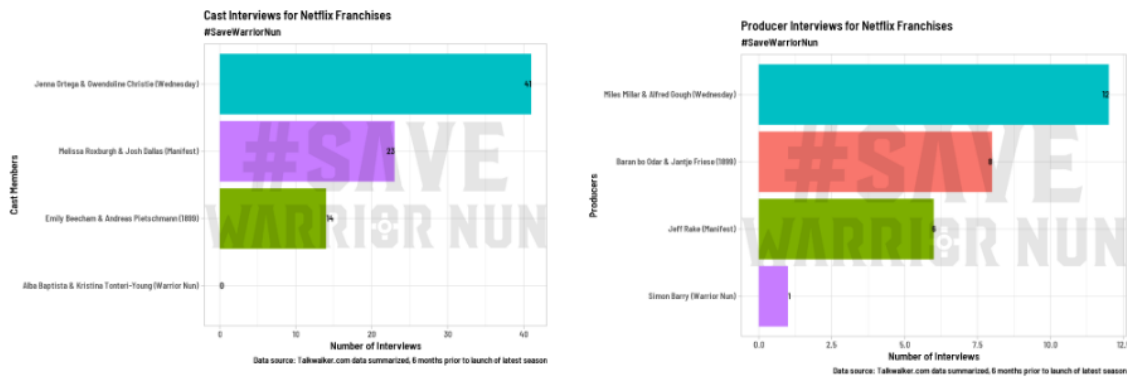 Cast Interviews for Netflix Franchises
#SaveWarriorNun
Cast Members
Jenna Ortega & Gwendoline Christie (Wednesday)
41
Melissa Roxburgh & Josh Dallas (Manifest)
23
Emily Beecham & Andreas Pietschmann (1899)
14
Alba Baptista & Kristina Tonteri-Young (Warrior Nun)
0
#SAVE
WARRIOR NUN
0 10 20 30 40
Number of Interviews
Data source: Talkwalker.com data summarized, 6 months prior to launch of latest season
Producer Interviews for Netflix Franchises
#SaveWarriorNun
Producers
Miles Millar & Alfred Gough (Wednesday)
12
Baran bo Odar & Jantje Friese (1899)
8
Jeff Rake (Manifest)
6
Simon Barry (Warrior Nun)
1
#SAVE
WARRIOR NUN
0.0 2.5 5.0 7.5 10.0 12.5
Number of Interviews
Data source: Talkwalker.com data summarized, 6 months prior to launch of latest season